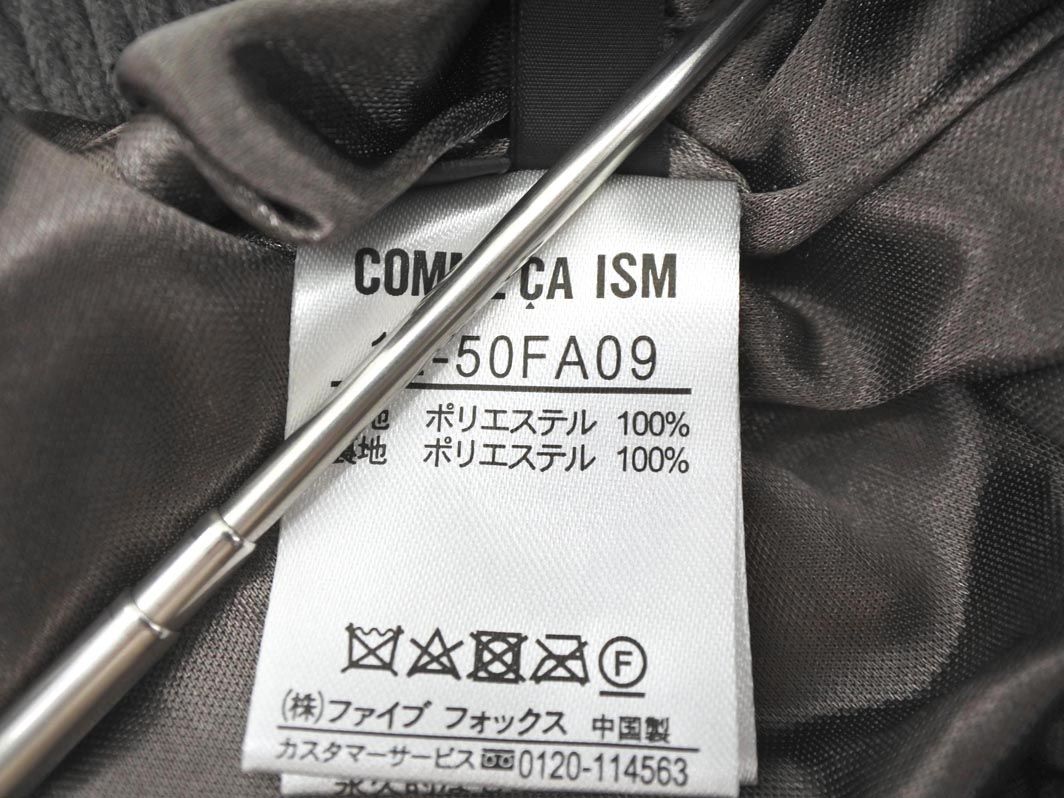 ÇA ISM
-50FA09
ポリエステル 100%
裏地 ポリエステル 100%
F
(株)ファイブ フォックス 中国製
カスタマーサービス 0120-114563